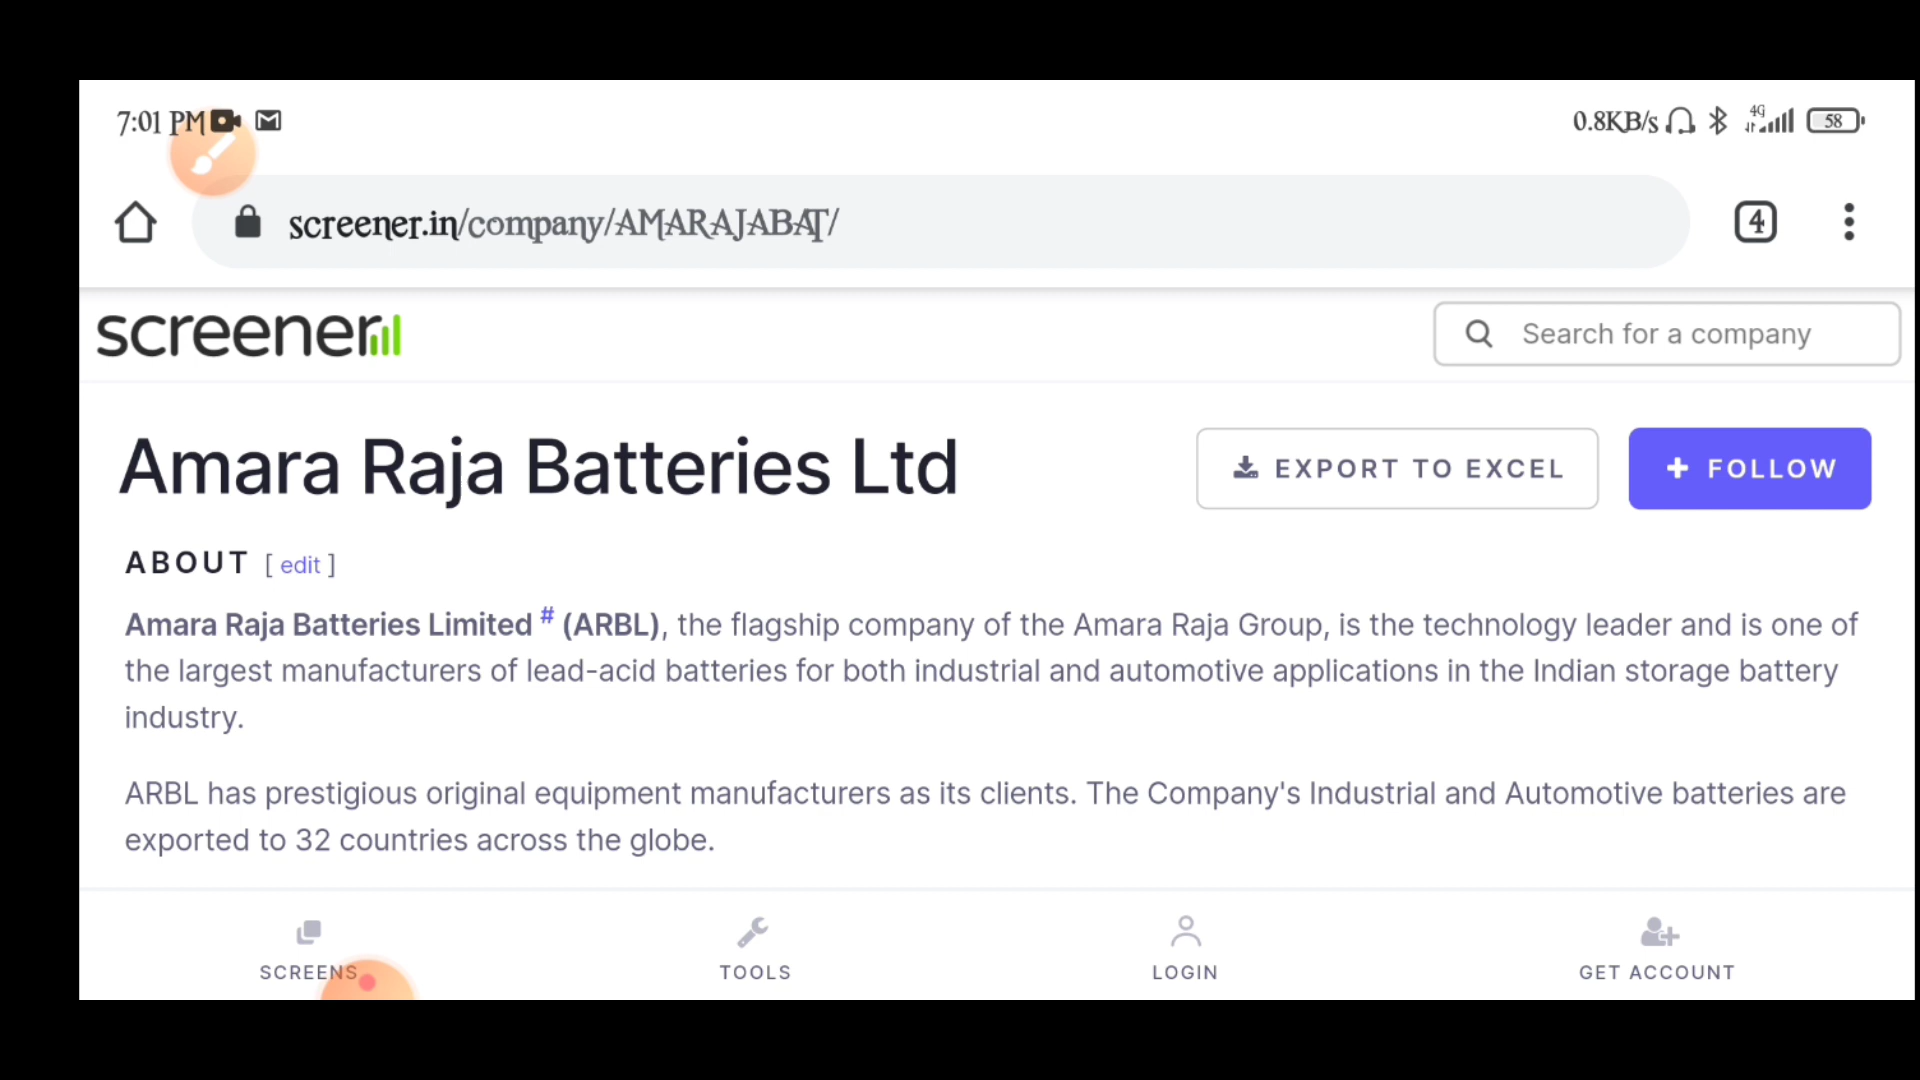 7:01 PM
0.8KB/s 4G 58
screener.in/company/AMARAJABAT/
4
screener
Search for a company
Amara Raja Batteries Ltd
EXPORT TO EXCEL
+ FOLLOW
ABOUT [ edit ]
Amara Raja Batteries Limited # (ARBL), the flagship company of the Amara Raja Group, is the technology leader and is one of
the largest manufacturers of lead-acid batteries for both industrial and automotive applications in the Indian storage battery
industry.
ARBL has prestigious original equipment manufacturers as its clients. The Company's Industrial and Automotive batteries are
exported to 32 countries across the globe.
SCREENS
TOOLS
LOGIN
GET ACCOUNT